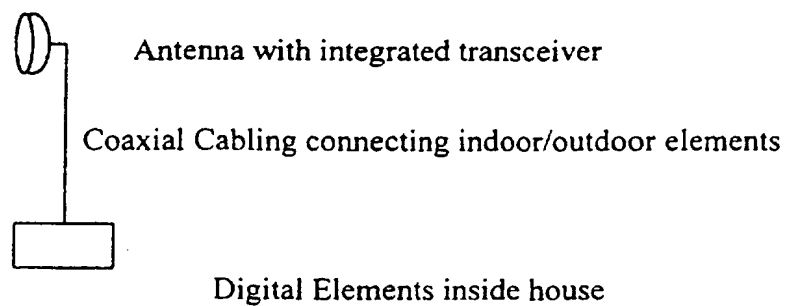 Antenna with integrated transceiver
Coaxial Cabling connecting indoor/outdoor elements
Digital Elements inside house